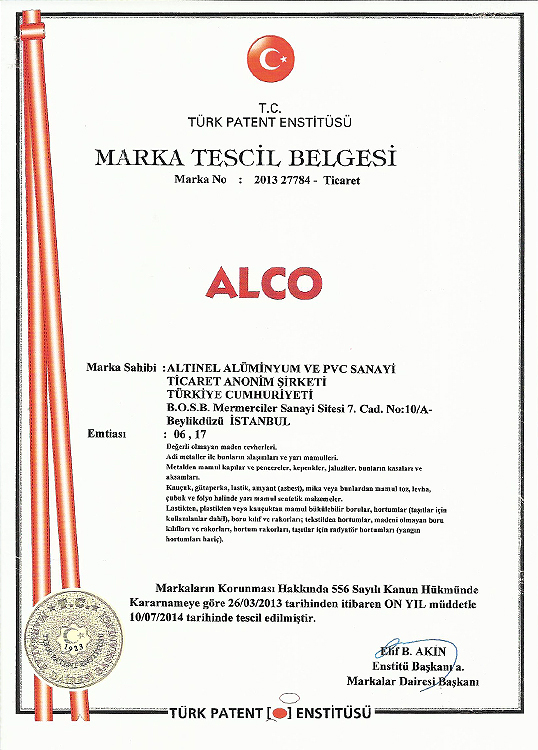 T.C.
TÜRK PATENT ENSTİTÜSÜ
MARKA TESCİL BELGESİ
Marka No : 2013 27784 - Ticaret
ALCO
Marka Sahibi : ALTINEL ALÜMİNYUM VE PVC SANAYİ
TİCARET ANONİM ŞİRKETİ
TÜRKİYE CUMHURİYETİ
B.O.S.B. Mermerciler Sanayi Sitesi 7. Cad. No:10/A-
Beylikdüzü İSTANBUL
Emtiası : 06 , 17
Değerli olmayan maden cevherleri.
Adi metaller ile bunların alaşımları ve yarı mamulleri.
Metalden mamul kapılar ve pencereler, kepenkler, jaluziler, bunların kasaları ve
aksamları.
Kauçuk, gütaperka, lastik, amyant (asbest), mika veya bunlardan mamul toz, levha,
çubuk ve folyo halinde yarı mamul sentetik malzemeler.
Lastikten, plastikten veya kauçuktan mamul bükülebilir borular, hortumlar (taşıtlar için
kullanılanlar dahil), boru kılıf ve rakorları; tekstilden hortumlar, madeni olmayan boru
kılıfları ve rakorları, hortum rakorları, taşıtlar için radyatör hortumları (yangın
hortumları hariç).
Markaların Korunması Hakkında 556 Sayılı Kanun Hükmünde
Kararnameye göre 26/03/2013 tarihinden itibaren ON YIL müddetle
10/07/2014 tarihinde tescil edilmiştir.
Elif B. AKİN
Enstitü Başkanı a.
Markalar Dairesi Başkanı
T.C.
1923
TÜRK PATENT ENSTİTÜSÜ